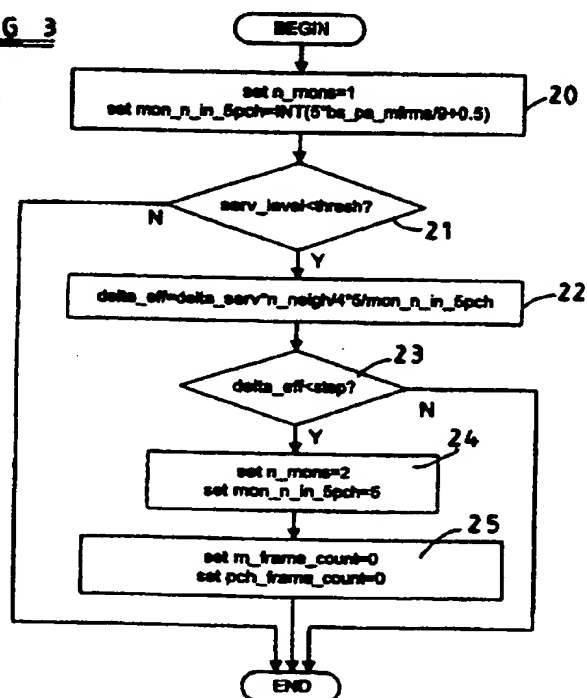 G 3
BEGIN
set n_mons=1
set mon_n_in_5pch=INT(5*bs_pa_mfrms/9+0.5)
20
serv_level<thresh?
N
21
Y
delta_eff=delta_serv*n_neigh/4*5/mon_n_in_5pch
22
23
delta_eff<step?
N
Y
24
set n_mons=2
set mon_n_in_5pch=5
25
set m_frame_count=0
set pch_frame_count=0
END